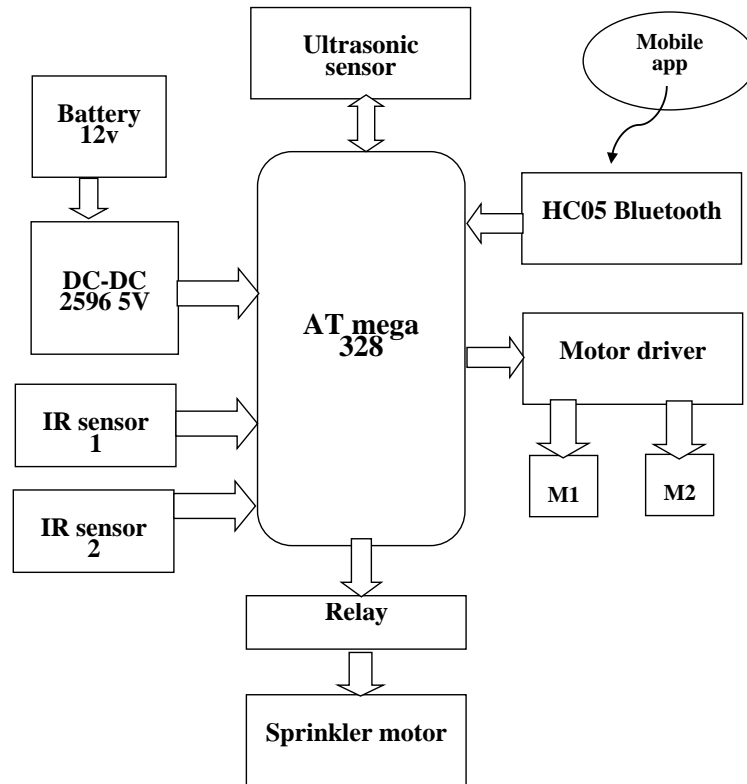 Ultrasonic
sensor
Mobile
app
Battery
12v
HC05 Bluetooth
DC-DC
2596 5V
AT mega
328
Motor driver
IR sensor
1
M1
M2
IR sensor
2
Relay
Sprinkler motor